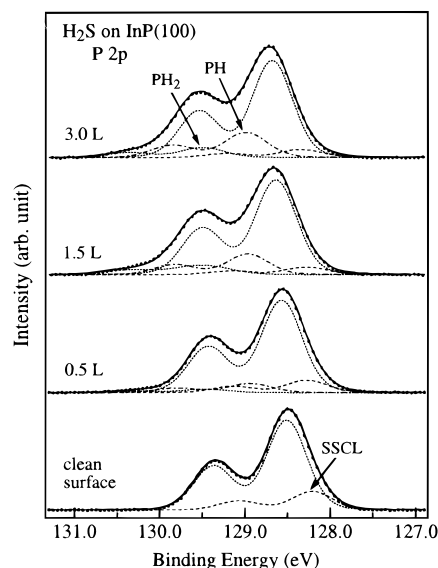 H₂S on InP(100)
P 2p
PH₂
PH
3.0 L
1.5 L
0.5 L
clean
surface
SSCL
Intensity (arb. unit)
131.0 130.0 129.0 128.0 127.0
Binding Energy (eV)